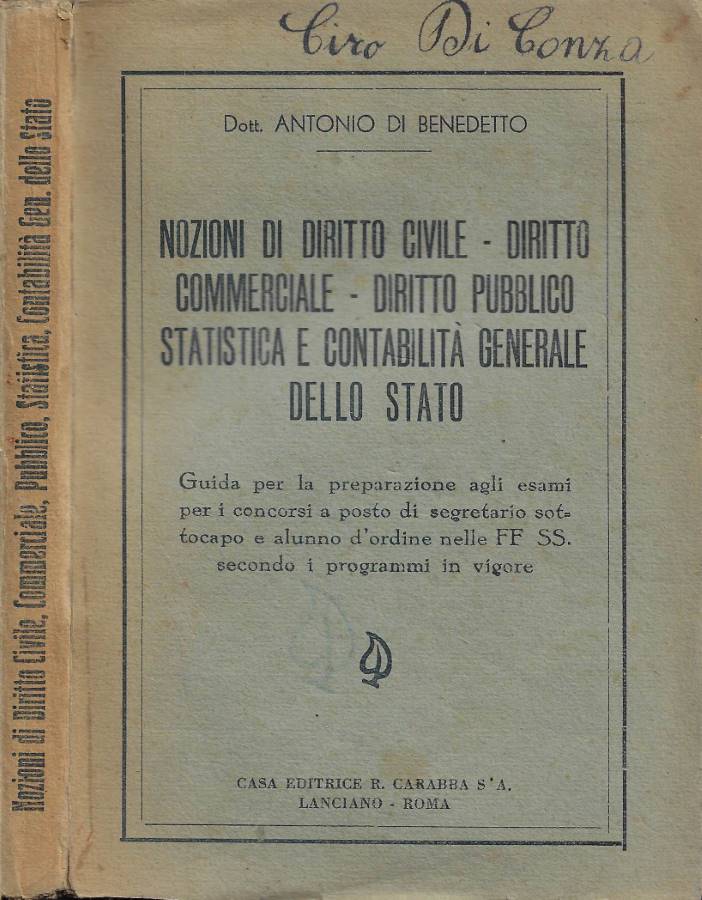 Ciro Di Conza
Dott. ANTONIO DI BENEDETTO
NOZIONI DI DIRITTO CIVILE - DIRITTO
COMMERCIALE - DIRITTO PUBBLICO
STATISTICA E CONTABILITÀ GENERALE
DELLO STATO
Guida per la preparazione agli esami
per i concorsi a posto di segretario sot=
tocapo e alunno d'ordine nelle FF SS.
secondo i programmi in vigore
CASA EDITRICE R. CARABBA S'A.
LANCIANO - ROMA
Nozioni di Diritto Civile, Commerciale, Pubblico, Statistica, Contabilità Gen. dello Stato